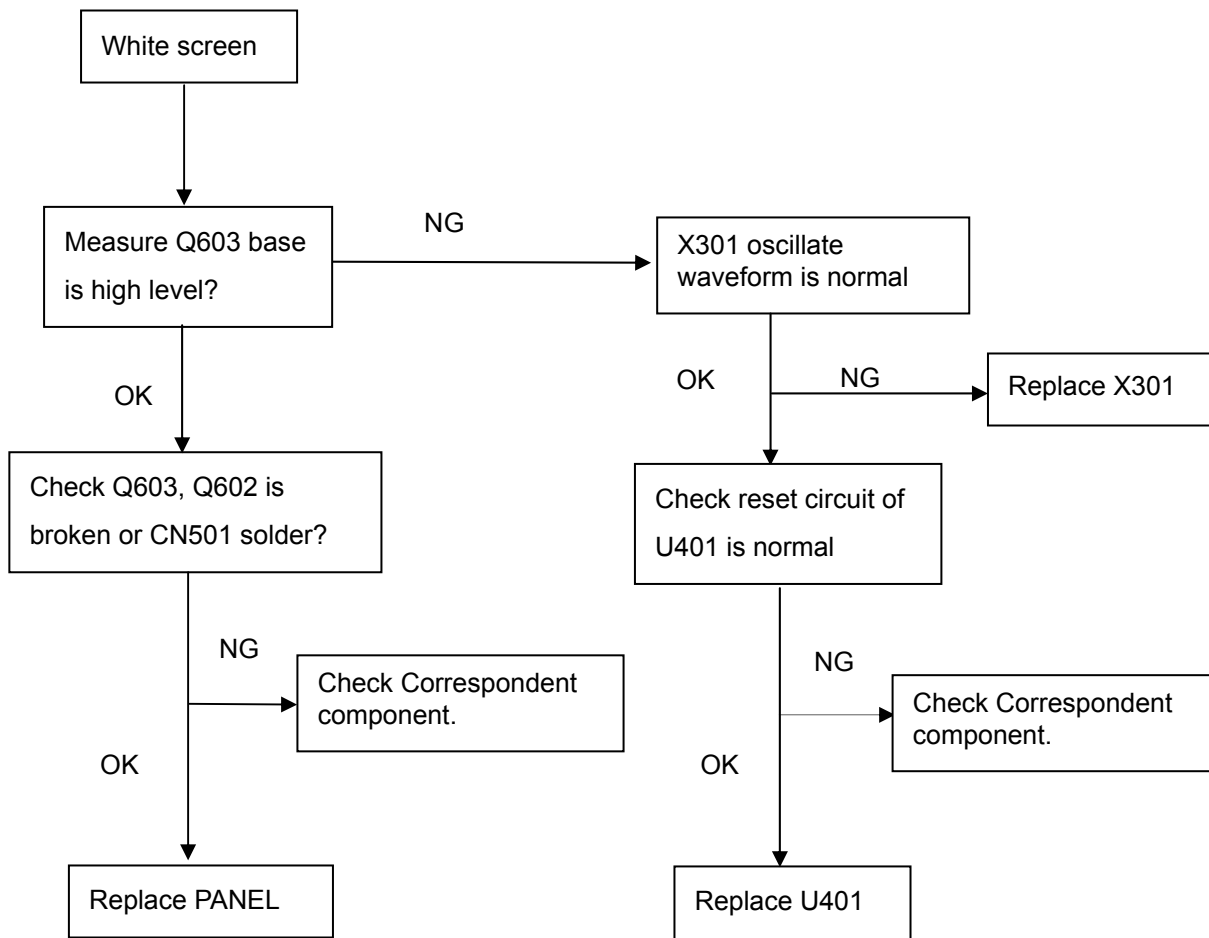 White screen
Measure Q603 base
is high level?
NG
X301 oscillate
waveform is normal
OK
OK
NG
Replace X301
Check Q603, Q602 is
broken or CN501 solder?
Check reset circuit of
U401 is normal
NG
Check Correspondent
component.
NG
Check Correspondent
component.
OK
OK
Replace PANEL
Replace U401